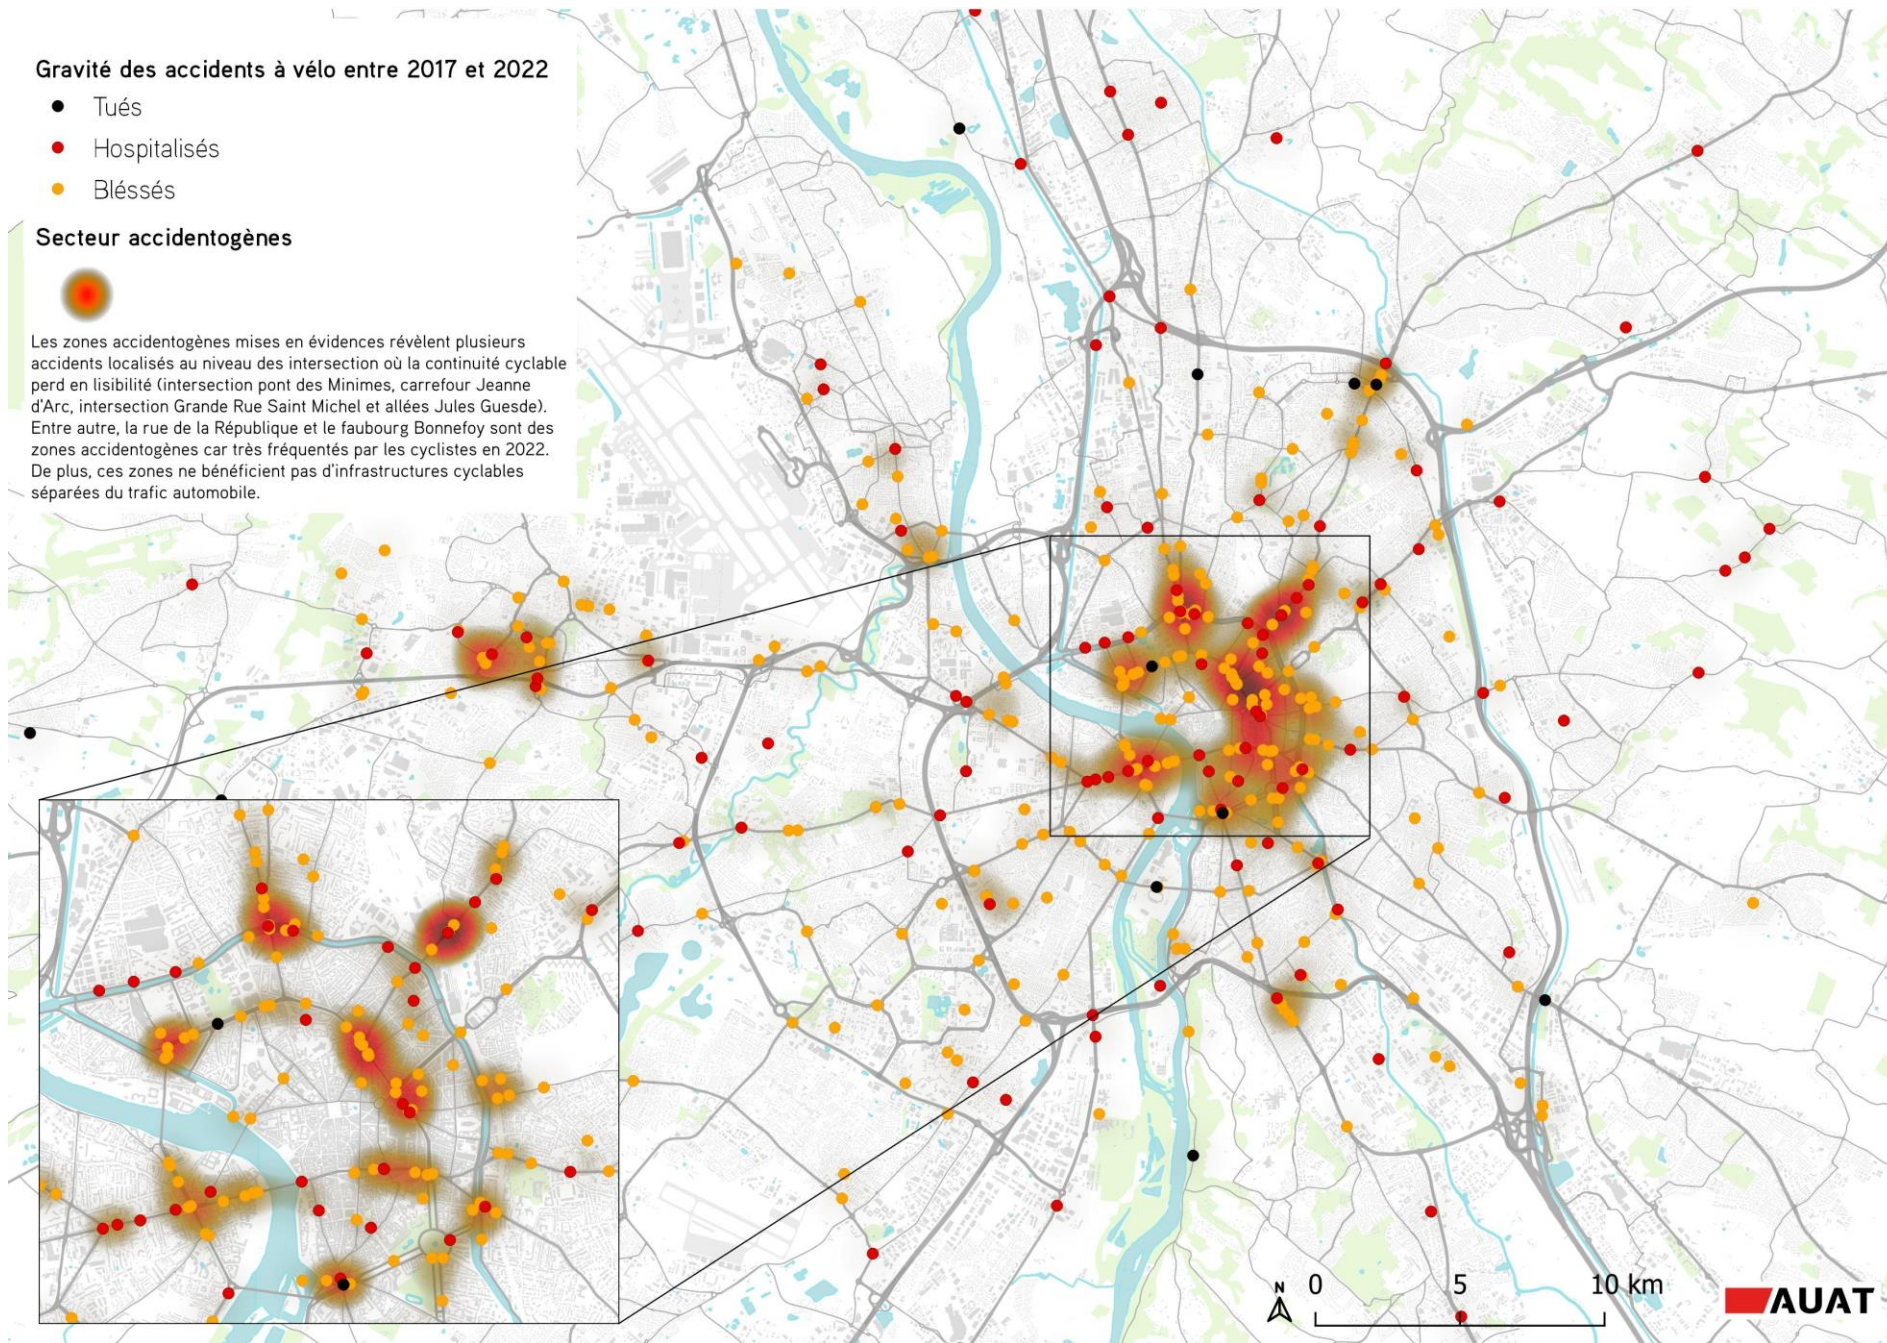 Gravité des accidents à vélo entre 2017 et 2022
Tués
Hospitalisés
Bléssés
Secteur accidentogènes
Les zones accidentogènes mises en évidences révèlent plusieurs
accidents localisés au niveau des intersection où la continuité cyclable
perd en lisibilité (intersection pont des Minimes, carrefour Jeanne
d'Arc, intersection Grande Rue Saint Michel et allées Jules Guesde).
Entre autre, la rue de la République et le faubourg Bonnefoy sont des
zones accidentogènes car très fréquentés par les cyclistes en 2022.
De plus, ces zones ne bénéficient pas d'infrastructures cyclables
séparées du trafic automobile.
N
0 5 10 km
AUAT